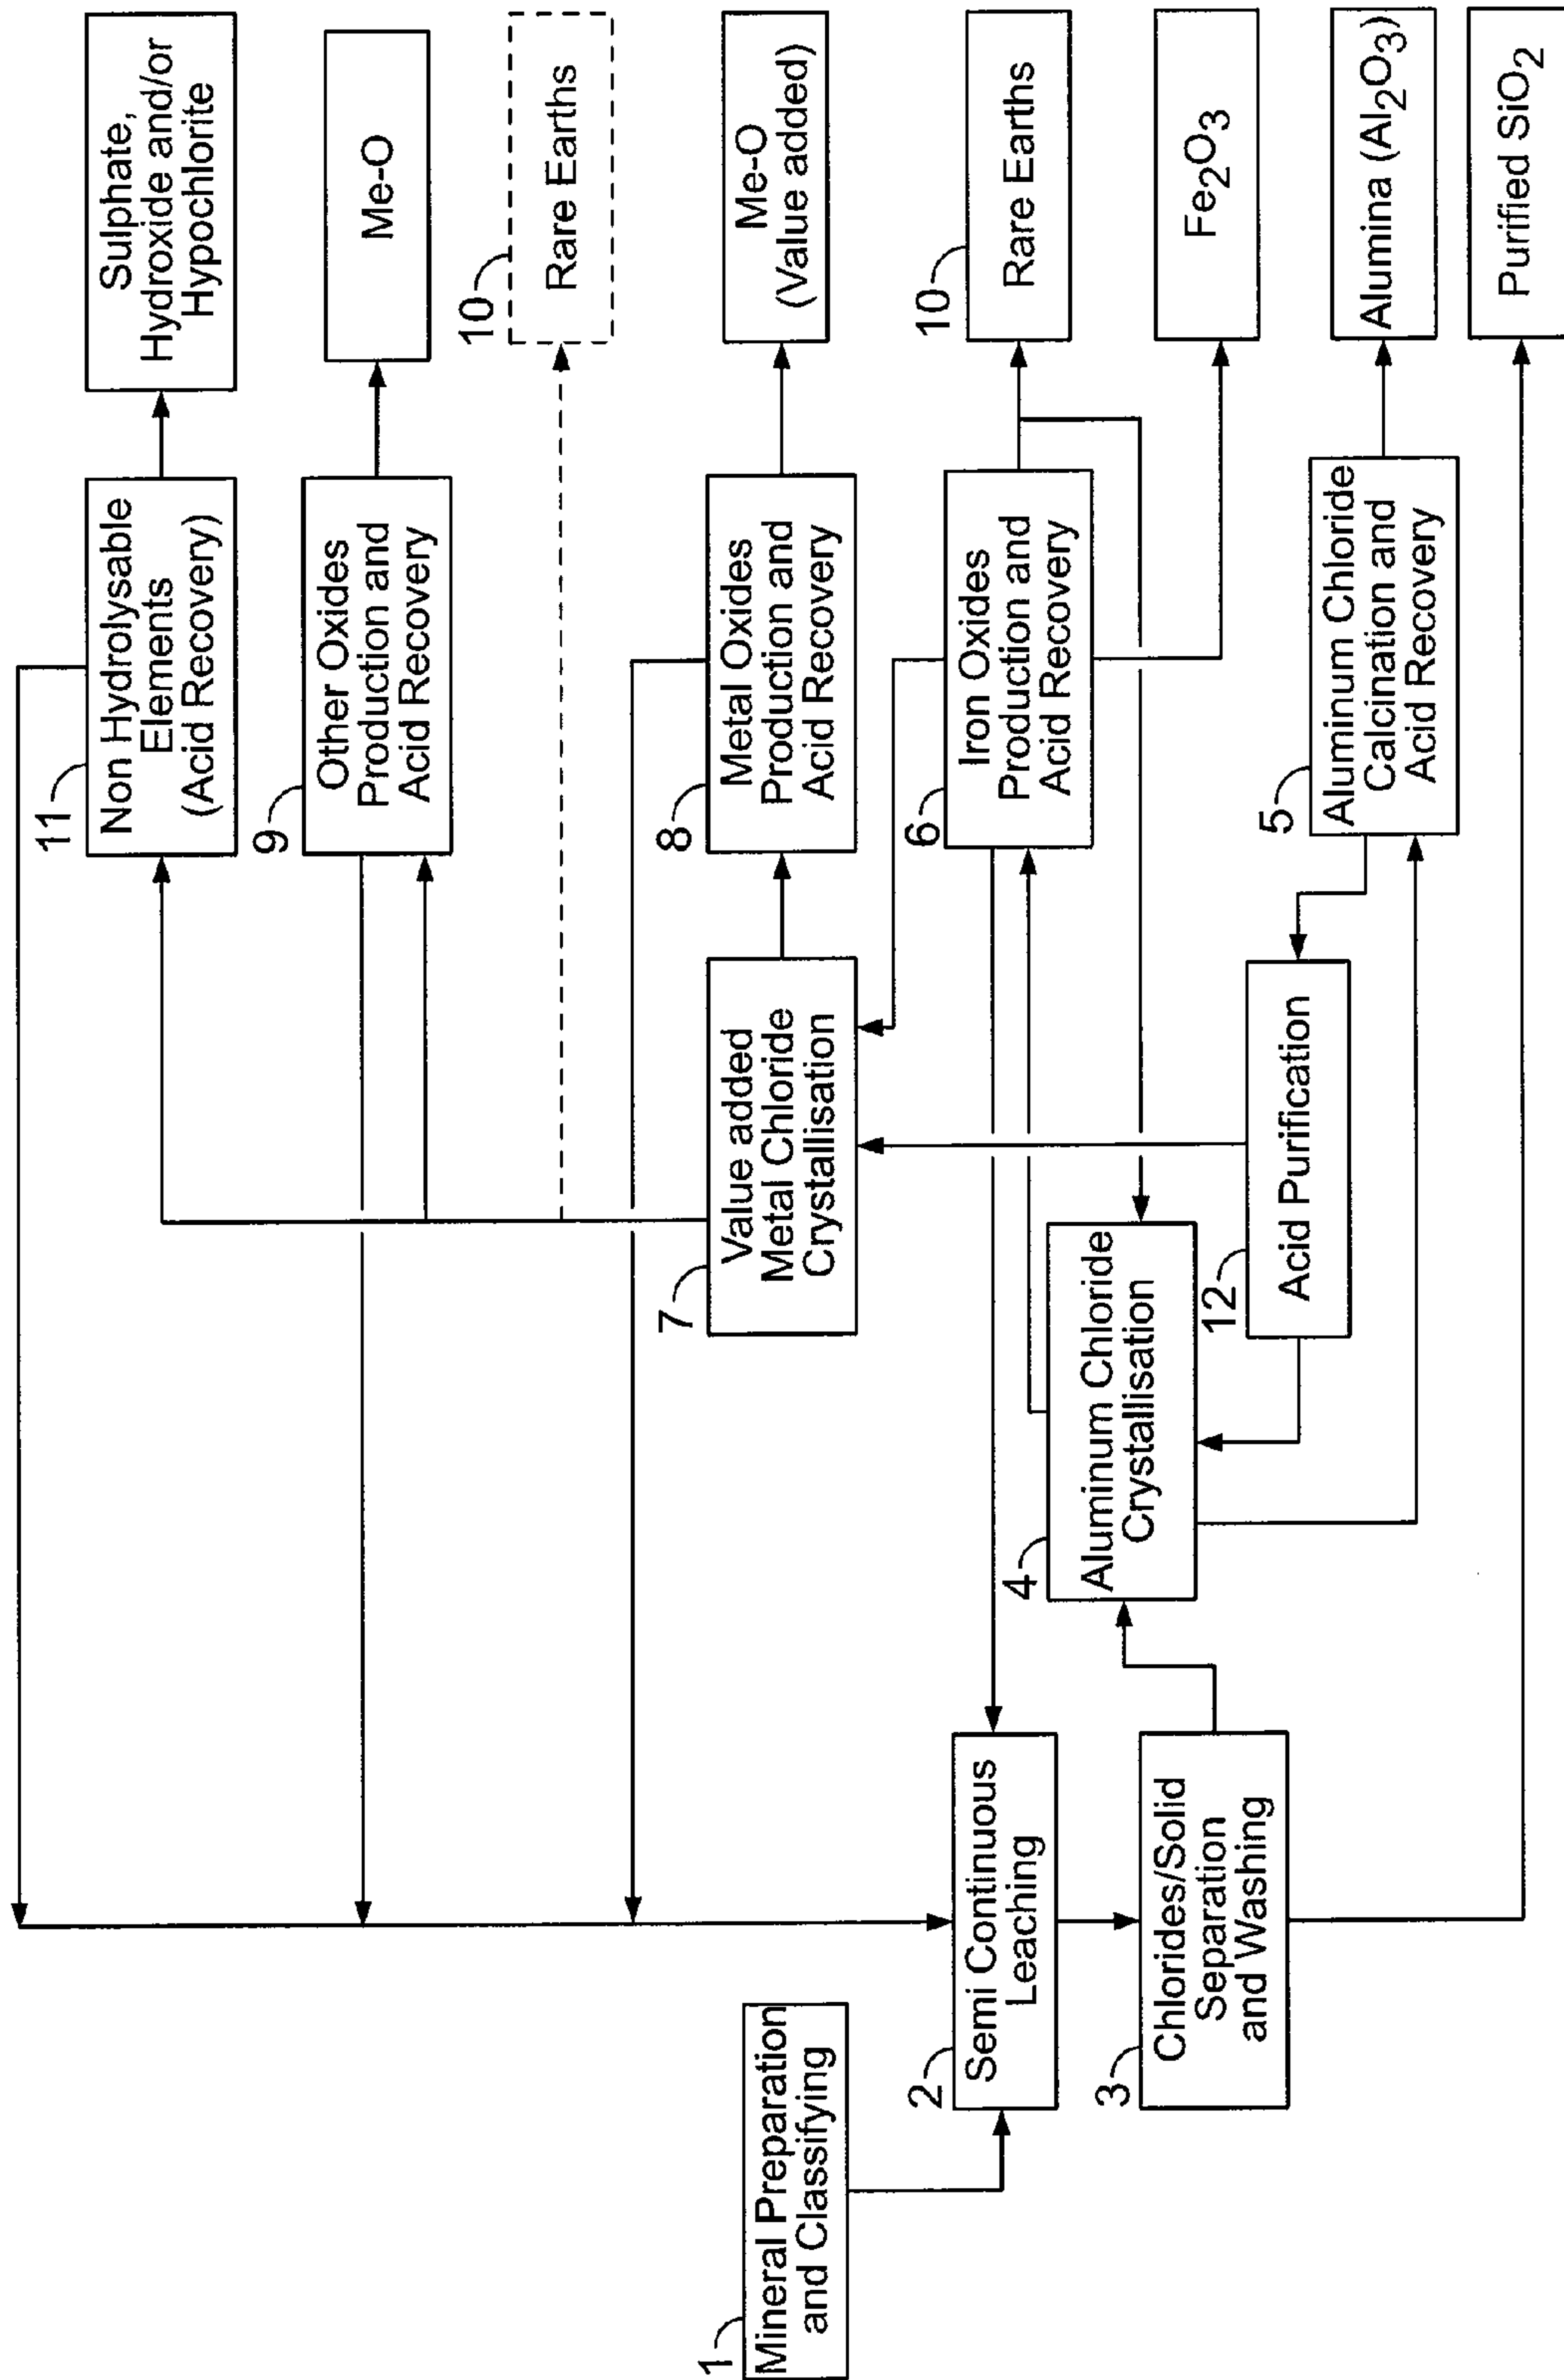 1
Mineral Preparation
and Classifying
2
Semi Continuous
Leaching
3
Chlorides/Solid
Separation
and Washing
4
Aluminum Chloride
Crystallisation
12
Acid Purification
7
Value added
Metal Chloride
Crystallisation
11
Non Hydrolysable
Elements
(Acid Recovery)
9
Other Oxides
Production and
Acid Recovery
8
Metal Oxides
Production and
Acid Recovery
6
Iron Oxides
Production and
Acid Recovery
5
Aluminum Chloride
Calcination and
Acid Recovery
Sulphate,
Hydroxide and/or
Hypochlorite
Me-O
10
Rare Earths
Me-O
(Value added)
10
Rare Earths
Fe₂O₃
Alumina (Al₂O₃)
Purified SiO₂